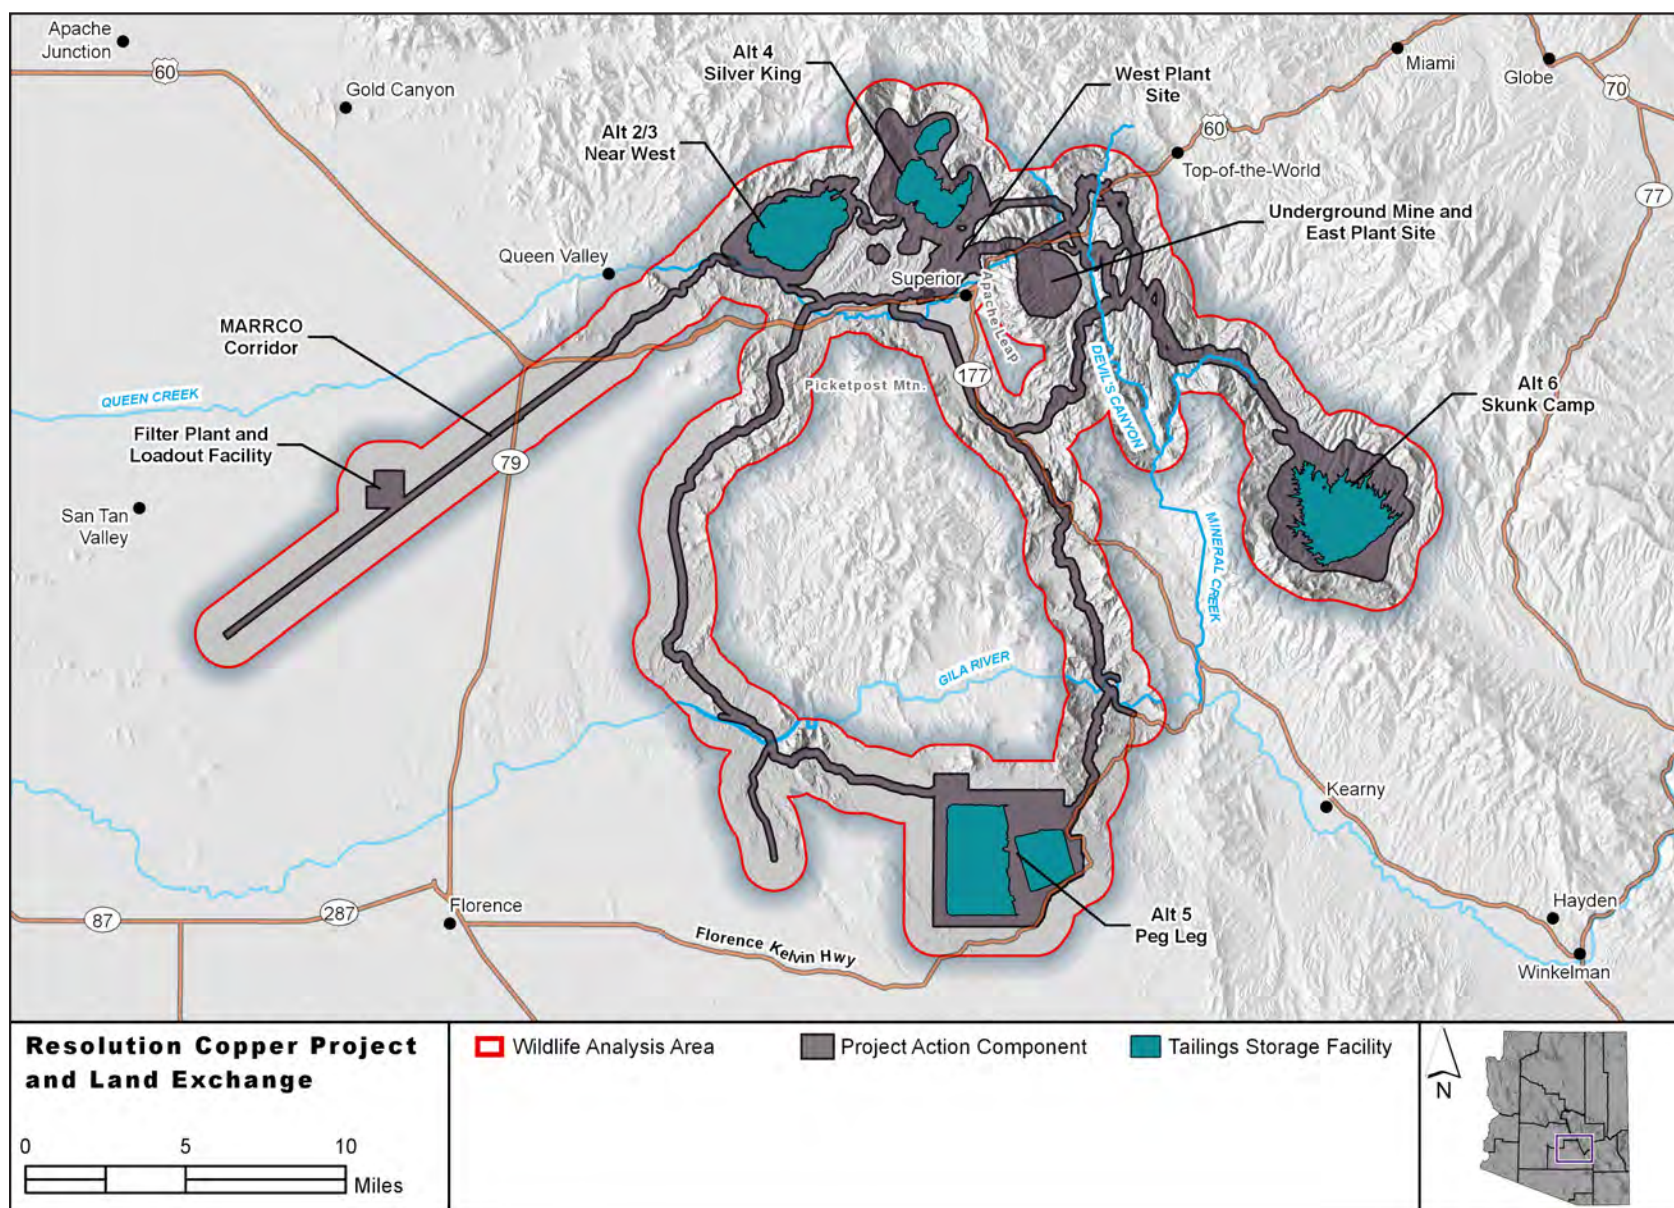 Apache
Junction
60
Gold Canyon
Alt 4
Silver King
West Plant
Site
Miami
Globe
70
60
Alt 2/3
Near West
Top-of-the-World
77
Underground Mine and
East Plant Site
Queen Valley
Superior
Apache Leap
MARRCO
Corridor
QUEEN CREEK
Picketpost Mtn.
177
DEVIL'S CANYON
Alt 6
Skunk Camp
Filter Plant and
Loadout Facility
79
San Tan
Valley
MINERAL CREEK
GILA RIVER
Kearny
87
287
Florence
Florence Kelvin Hwy
Alt 5
Peg Leg
Hayden
Winkelman
Resolution Copper Project
and Land Exchange
0 5 10
Miles
Wildlife Analysis Area
Project Action Component
Tailings Storage Facility
N